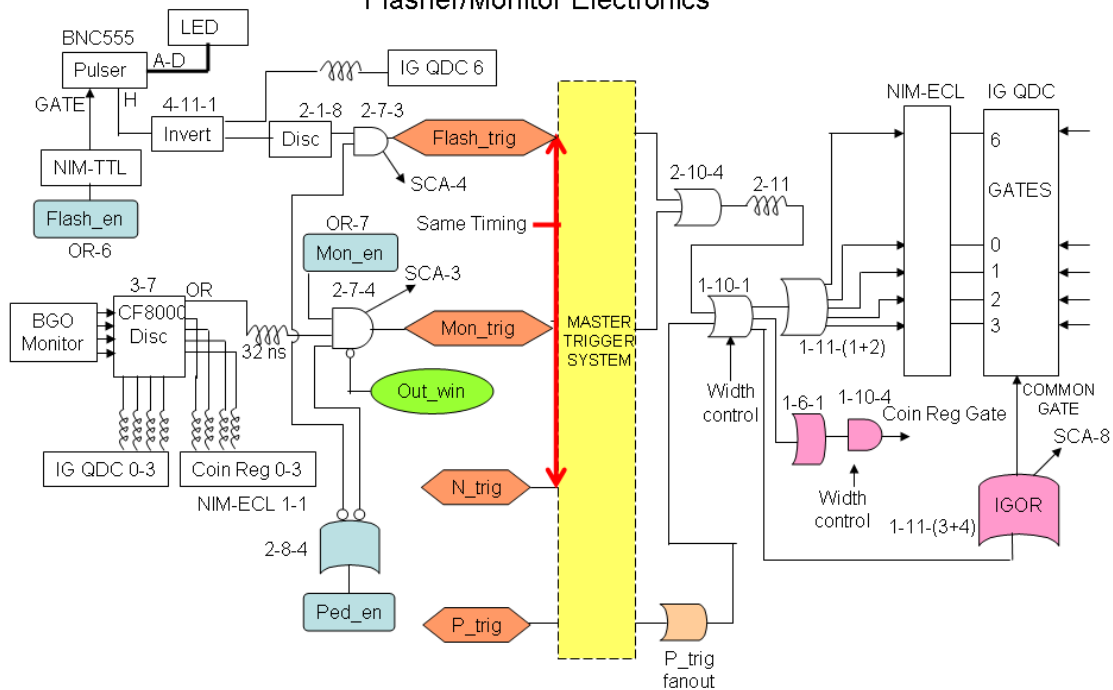 Flasher/Monitor Electronics
LED
BNC555
A-D
Pulser
IG QDC 6
GATE
H
4-11-1
2-1-8
2-7-3
NIM-ECL
IG QDC
Invert
Disc
Flash_trig
6
NIM-TTL
SCA-4
2-10-4
2-11
GATES
Flash_en
OR-6
OR-7
Same Timing
Mon_en
SCA-3
0
3-7
OR
2-7-4
1-10-1
1
BGO
Monitor
CF8000
Disc
32 ns
Mon_trig
MASTER
TRIGGER
SYSTEM
2
3
1-11-(1+2)
Out_win
Width
control
1-6-1
1-10-4
COMMON
GATE
Coin Reg Gate
SCA-8
IG QDC 0-3
Coin Reg 0-3
NIM-ECL 1-1
N_trig
Width
control
IGOR
1-11-(3+4)
2-8-4
Ped_en
P_trig
P_trig
fanout